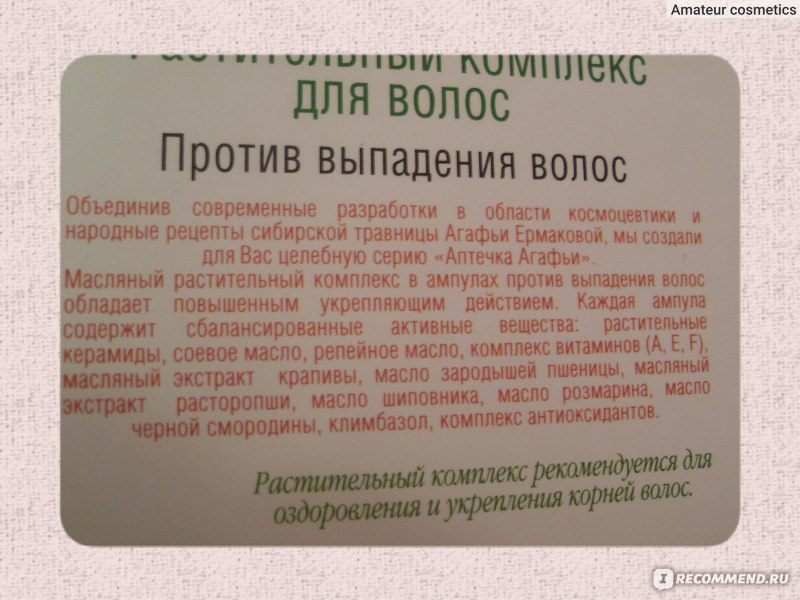 Amateur cosmetics
Растительный комплекс
для волос
Против выпадения волос
Объединив современные разработки в области космоцевтики и
народные рецепты сибирской травницы Агафьи Ермаковой, мы создали
для Вас целебную серию «Аптечка Агафьи».
Масляный растительный комплекс в ампулах против выпадения волос
обладает повышенным укрепляющим действием. Каждая ампула
содержит сбалансированные активные вещества: растительные
керамиды, соевое масло, репейное масло, комплекс витаминов (A, E, F),
масляный экстракт крапивы, масло зародышей пшеницы, масляный
экстракт расторопши, масло шиповника, масло розмарина, масло
черной смородины, климбазол, комплекс антиоксидантов.
Растительный комплекс рекомендуется для
оздоровления и укрепления корней волос.
IRECOMMEND.RU